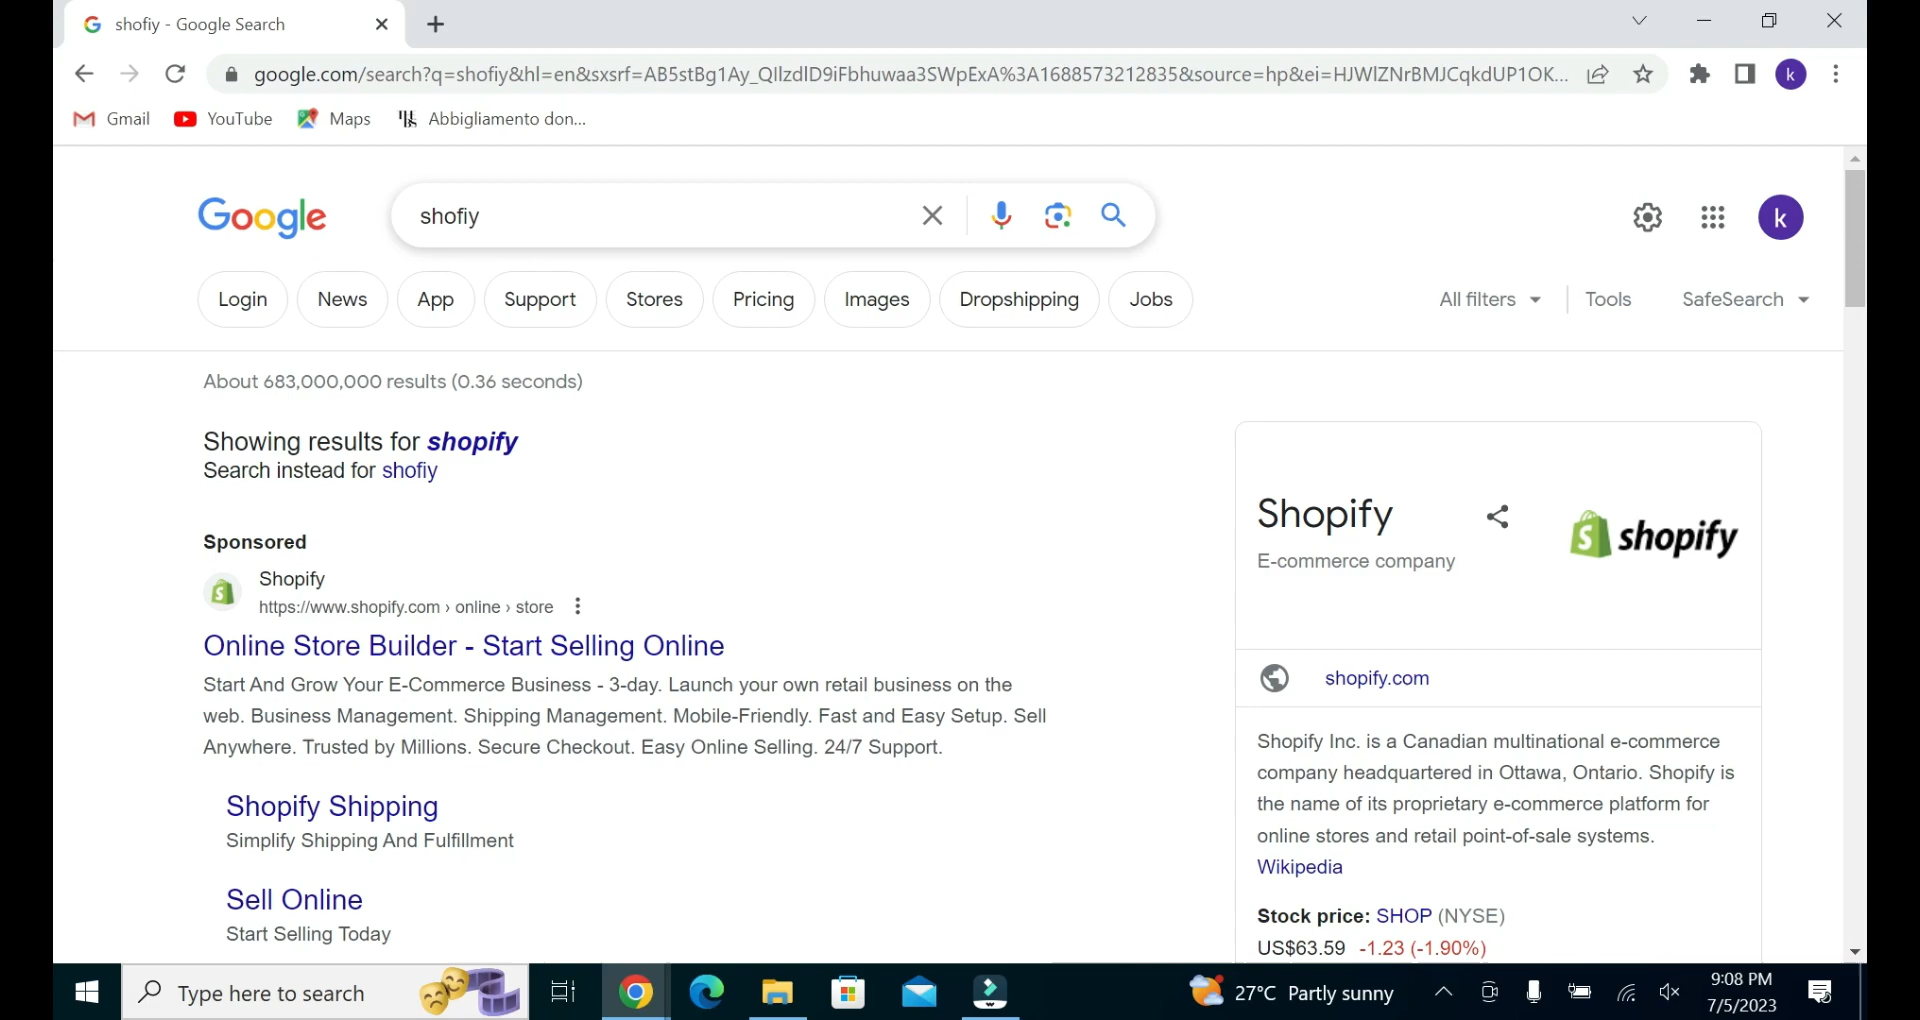 shofiy - Google Search
google.com/search?q=shofiy&hl=en&sxsrf=AB5stBg1Ay_QIlzdID9iFbhuwaa3SWpExA%3A1688573212835&source=hp&ei=HJWlZNrBMJCqkdUP1OK...
k
Gmail
YouTube
Maps
Abbigliamento don...
Google
shofiy
k
Login
News
App
Support
Stores
Pricing
Images
Dropshipping
Jobs
All filters
Tools
SafeSearch
About 683,000,000 results (0.36 seconds)
Showing results for shopify
Search instead for shofiy
Sponsored
Shopify
https://www.shopify.com › online › store
Online Store Builder - Start Selling Online
Start And Grow Your E-Commerce Business - 3-day. Launch your own retail business on the
web. Business Management. Shipping Management. Mobile-Friendly. Fast and Easy Setup. Sell
Anywhere. Trusted by Millions. Secure Checkout. Easy Online Selling. 24/7 Support.
Shopify Shipping
Simplify Shipping And Fulfillment
Sell Online
Start Selling Today
Shopify
E-commerce company
shopify
shopify.com
Shopify Inc. is a Canadian multinational e-commerce
company headquartered in Ottawa, Ontario. Shopify is
the name of its proprietary e-commerce platform for
online stores and retail point-of-sale systems.
Wikipedia
Stock price: SHOP (NYSE)
US$63.59 -1.23 (-1.90%)
Type here to search
27°C Partly sunny
9:08 PM
7/5/2023